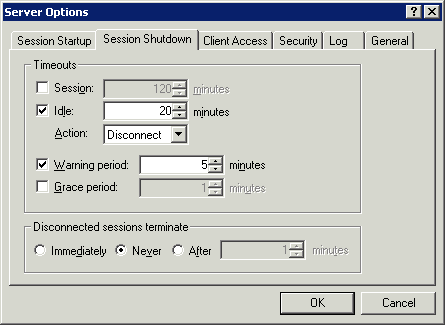 Server Options
Session Startup Session Shutdown Client Access Security Log General
Timeouts
Session: 120 minutes
Idle: 20 minutes
Action: Disconnect
Warning period: 5 minutes
Grace period: 1 minutes
Disconnected sessions terminate
Immediately Never After 1 minutes
OK Cancel